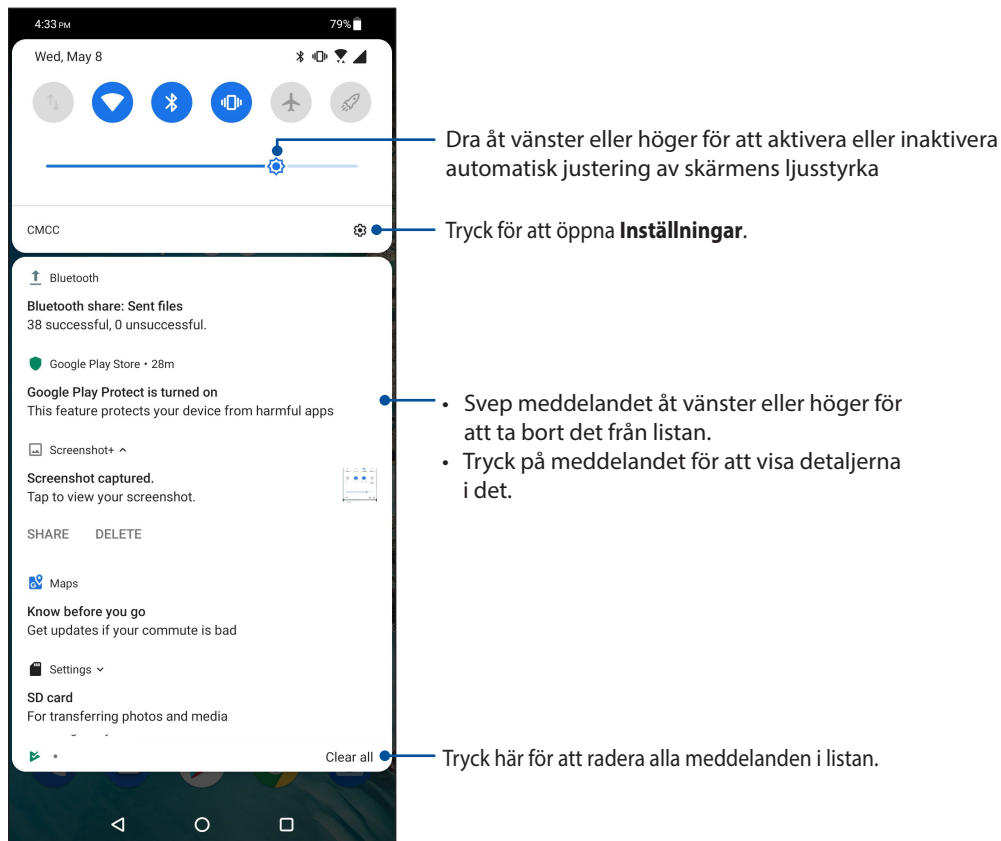 4:33 PM 79%
Wed, May 8
Dra åt vänster eller höger för att aktivera eller inaktivera
automatisk justering av skärmens ljusstyrka
CMCC
Tryck för att öppna Inställningar.
Bluetooth
Bluetooth share: Sent files
38 successful, 0 unsuccessful.
Google Play Store • 28m
Google Play Protect is turned on
This feature protects your device from harmful apps
• Svep meddelandet åt vänster eller höger för
att ta bort det från listan.
• Tryck på meddelandet för att visa detaljerna
i det.
Screenshot+
Screenshot captured.
Tap to view your screenshot.
SHARE DELETE
Maps
Know before you go
Get updates if your commute is bad
Settings
SD card
For transferring photos and media
Clear all
Tryck här för att radera alla meddelanden i listan.